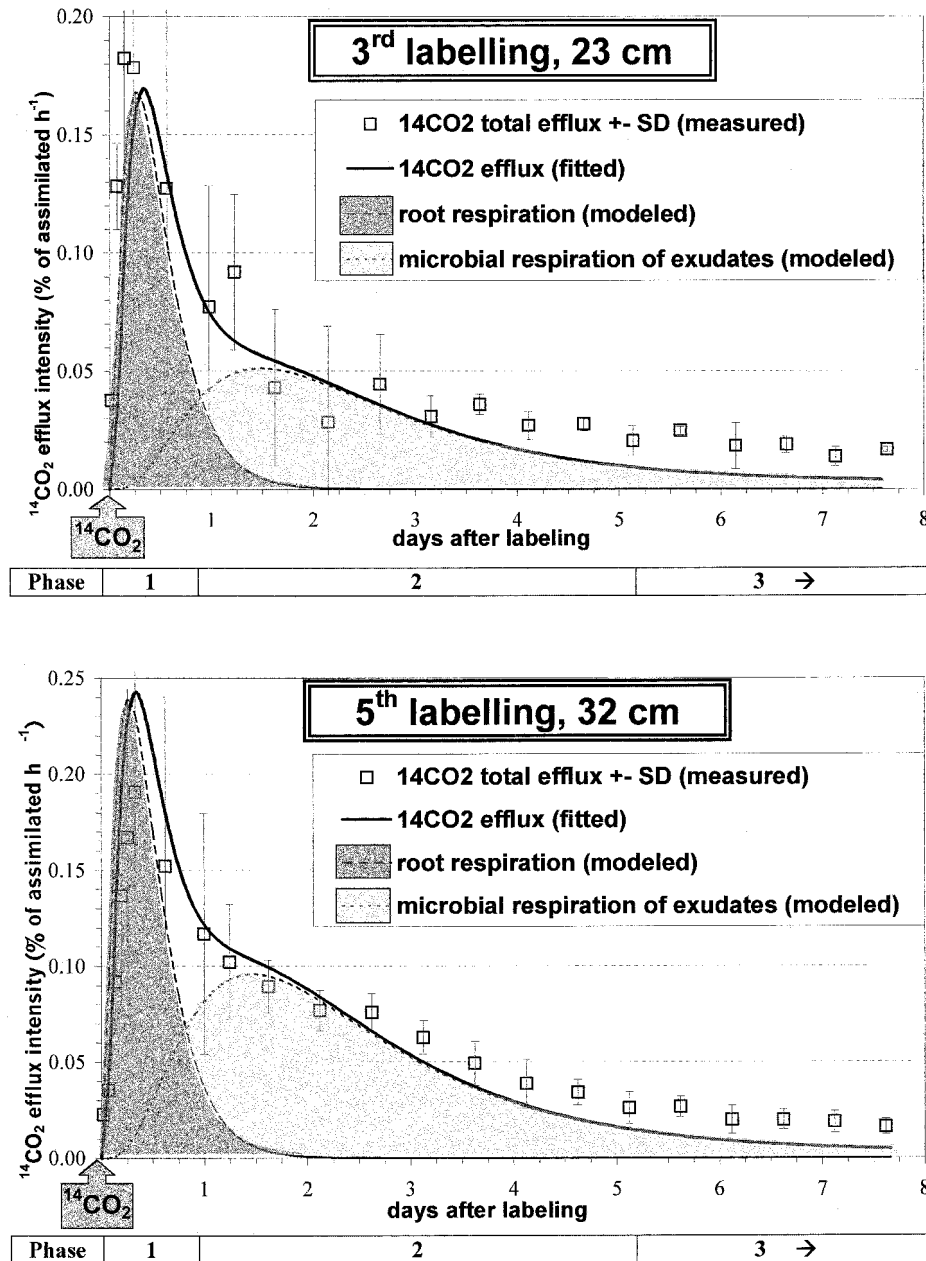 3rd labelling, 23 cm
14CO2 total efflux +- SD (measured)
14CO2 efflux (fitted)
root respiration (modeled)
microbial respiration of exudates (modeled)
14CO2 efflux intensity (% of assimilated h-1)
0.20
0.15
0.10
0.05
0.00
1 2 3 4 5 6 7 8
14CO2
days after labeling
Phase 1 2 3 →
5th labelling, 32 cm
14CO2 total efflux +- SD (measured)
14CO2 efflux (fitted)
root respiration (modeled)
microbial respiration of exudates (modeled)
14CO2 efflux intensity (% of assimilated h-1)
0.25
0.20
0.15
0.10
0.05
0.00
1 2 3 4 5 6 7 8
14CO2
days after labeling
Phase 1 2 3 →